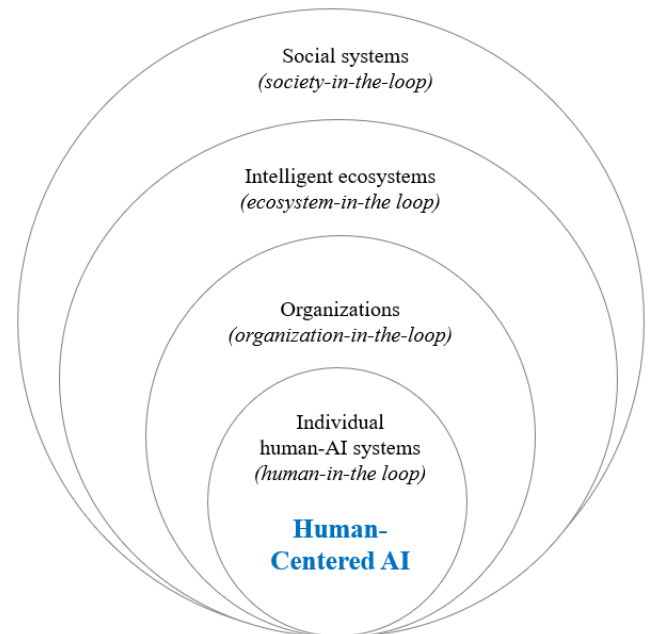 Social systems
(society-in-the-loop)
Intelligent ecosystems
(ecosystem-in-the loop)
Organizations
(organization-in-the-loop)
Individual
human-AI systems
(human-in-the loop)
Human-
Centered AI